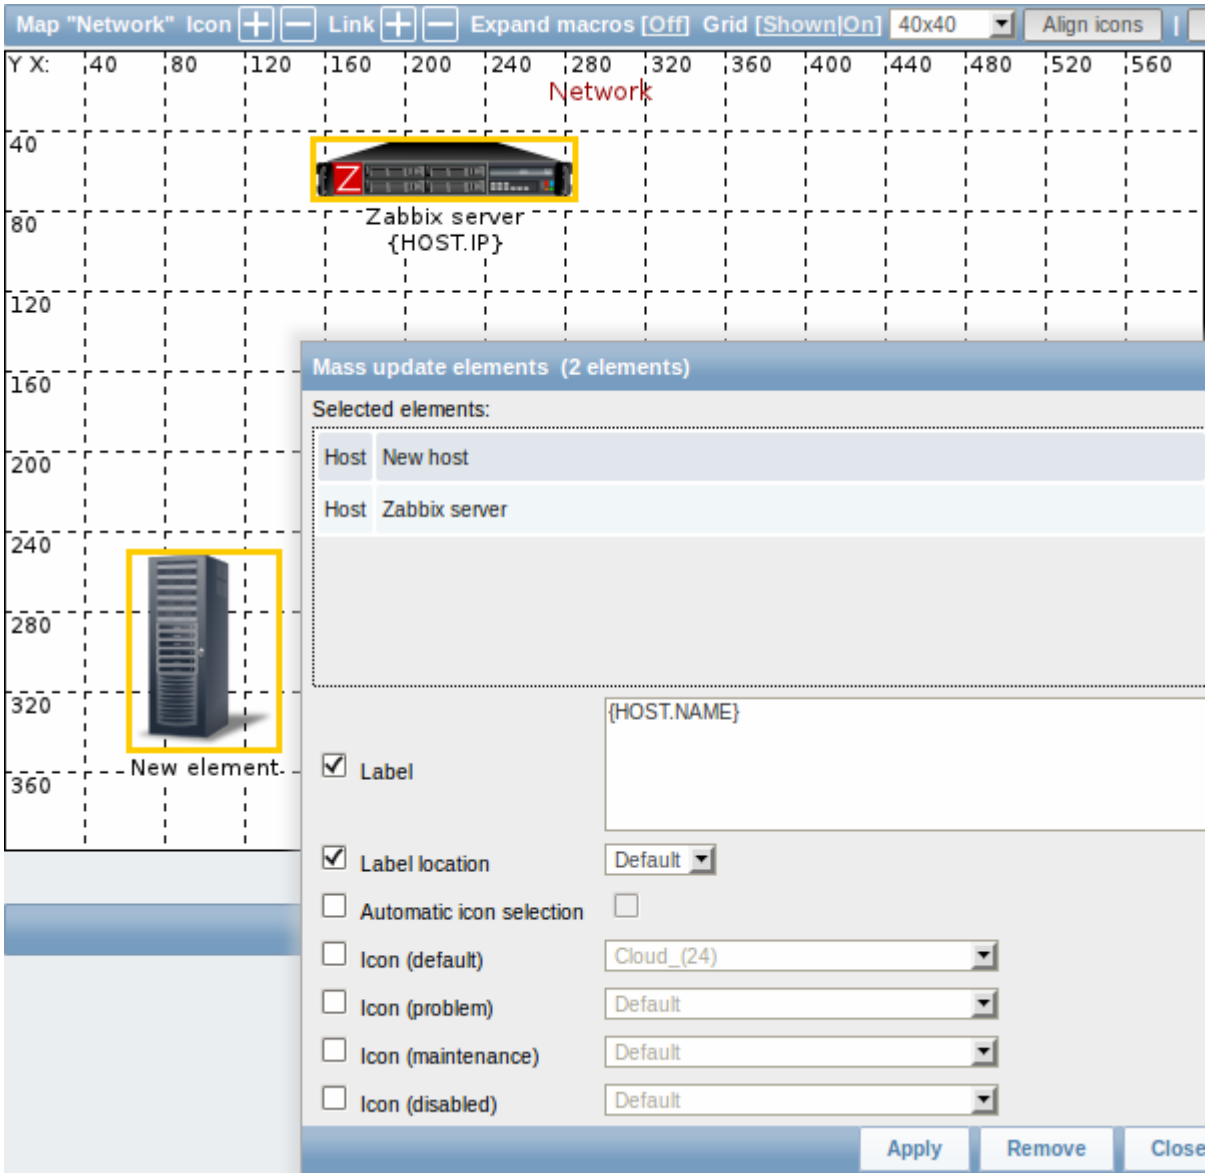 Map "Network" Icon + − Link + − Expand macros [Off] Grid [Shown|On] 40x40 Align icons |
Y X: 40 80 120 160 200 240 280 320 360 400 440 480 520 560
Network
40
Z
Zabbix server
80
{HOST.IP}
120
Mass update elements (2 elements)
160
Selected elements:
Host New host
200
Host Zabbix server
240
280
320
{HOST.NAME}
New element
Label
360
Label location Default
Automatic icon selection
Icon (default) Cloud_(24)
Icon (problem) Default
Icon (maintenance) Default
Icon (disabled) Default
Apply Remove Close